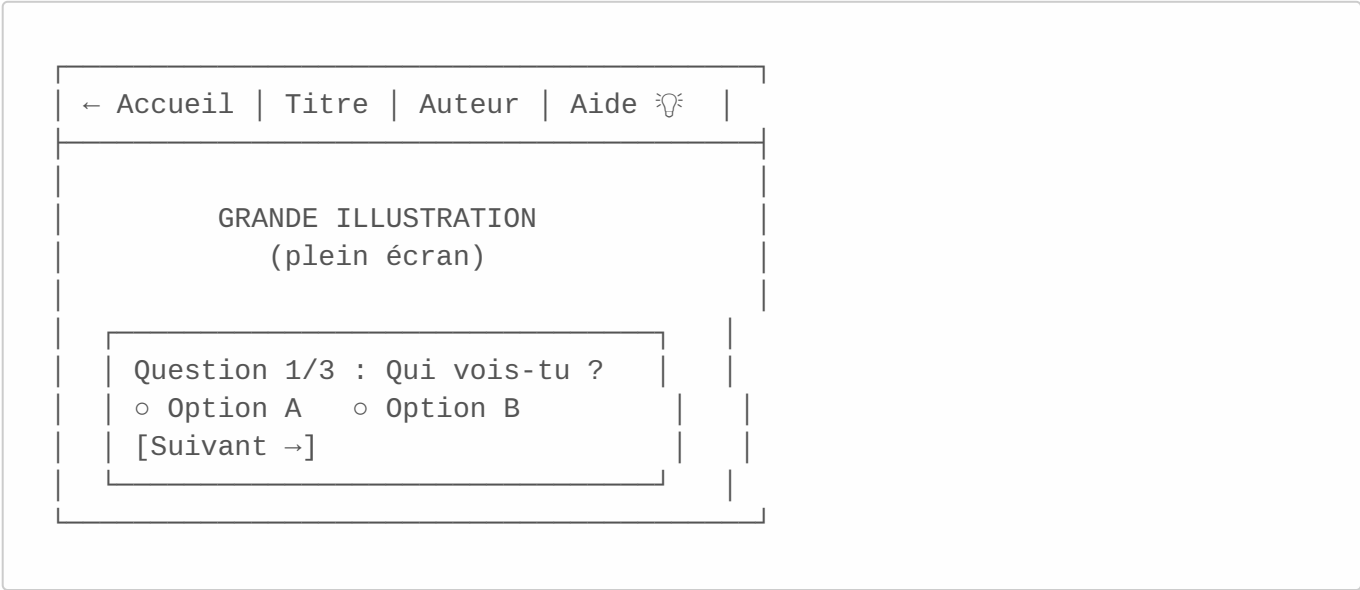 ← Accueil │ Titre │ Auteur │ Aide 💡
GRANDE ILLUSTRATION
(plein écran)
Question 1/3 : Qui vois-tu ?
○ Option A   ○ Option B
[Suivant →]